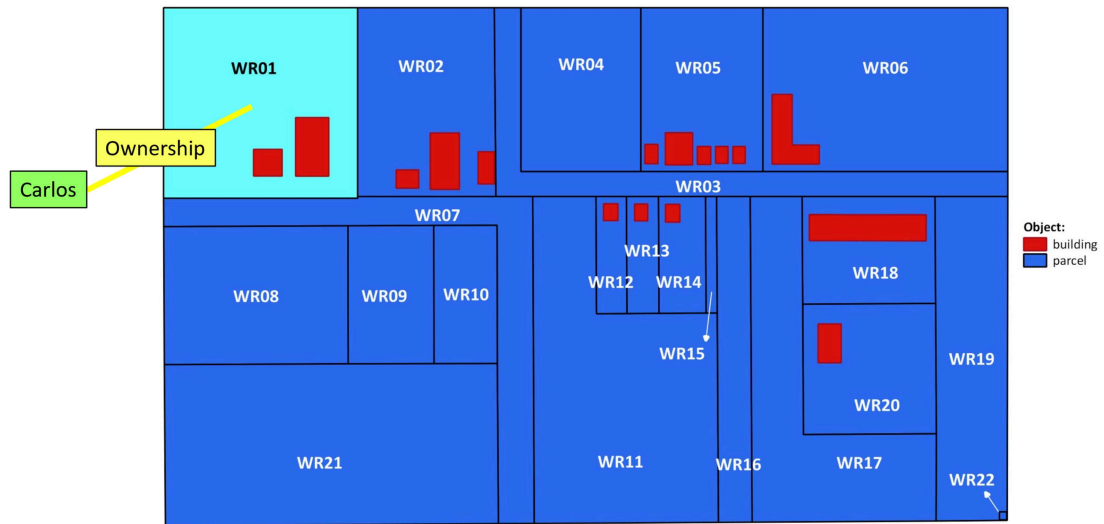 WR01
WR02
WR04
WR05
WR06
Ownership
Carlos
WR03
WR07
Object:
building
parcel
WR13
WR18
WR08
WR09
WR10
WR12
WR14
WR15
WR19
WR20
WR21
WR11
WR16
WR17
WR22